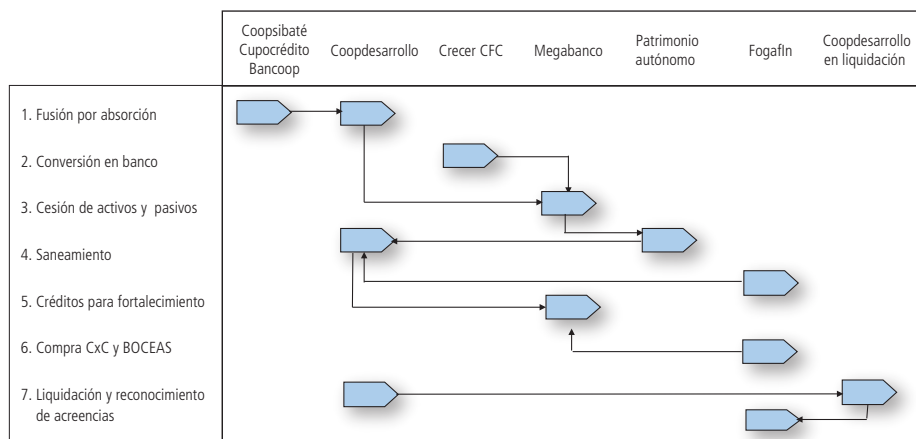 Coopsibaté
Cupocrédito
Bancoop
Coopdesarrollo
Crecer CFC
Megabanco
Patrimonio
autónomo
FogafIn
Coopdesarrollo
en liquidación
1. Fusión por absorción
2. Conversión en banco
3. Cesión de activos y pasivos
4. Saneamiento
5. Créditos para fortalecimiento
6. Compra CxC y BOCEAS
7. Liquidación y reconocimiento
de acreencias